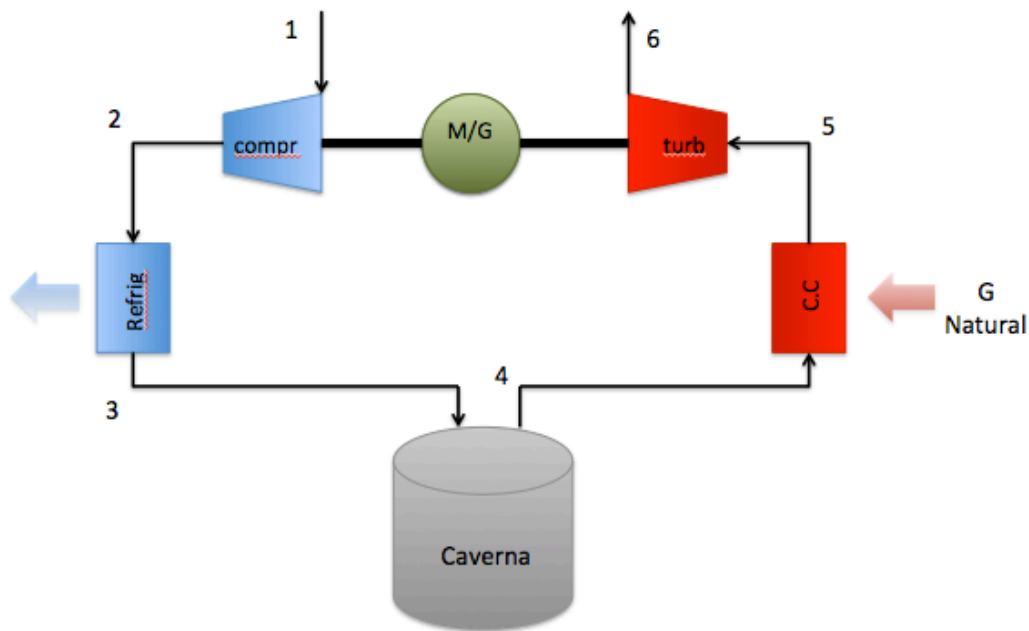 1
6
2
compr
M/G
turb
5
Refrig
C.C
G
Natural
3
4
Caverna